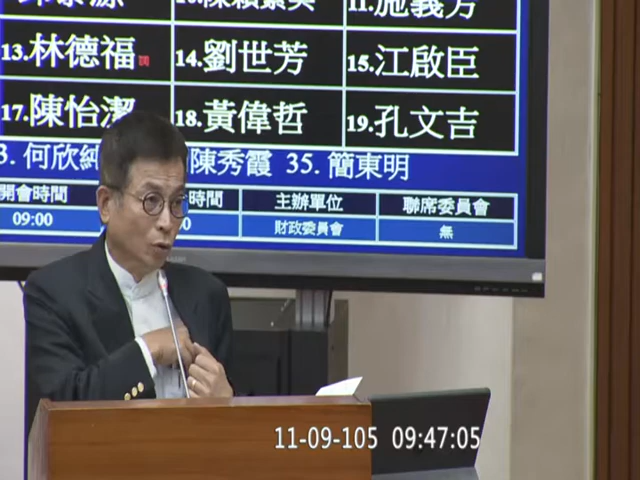 13.林德福 14.劉世芳 15.江啟臣
17.陳怡潔 18.黃偉哲 19.孔文吉
陳秀霞 35. 簡東明
開會時間 時間 主辦單位 聯席委員會
09:00 財政委員會 無
11-09-105 09:47:05